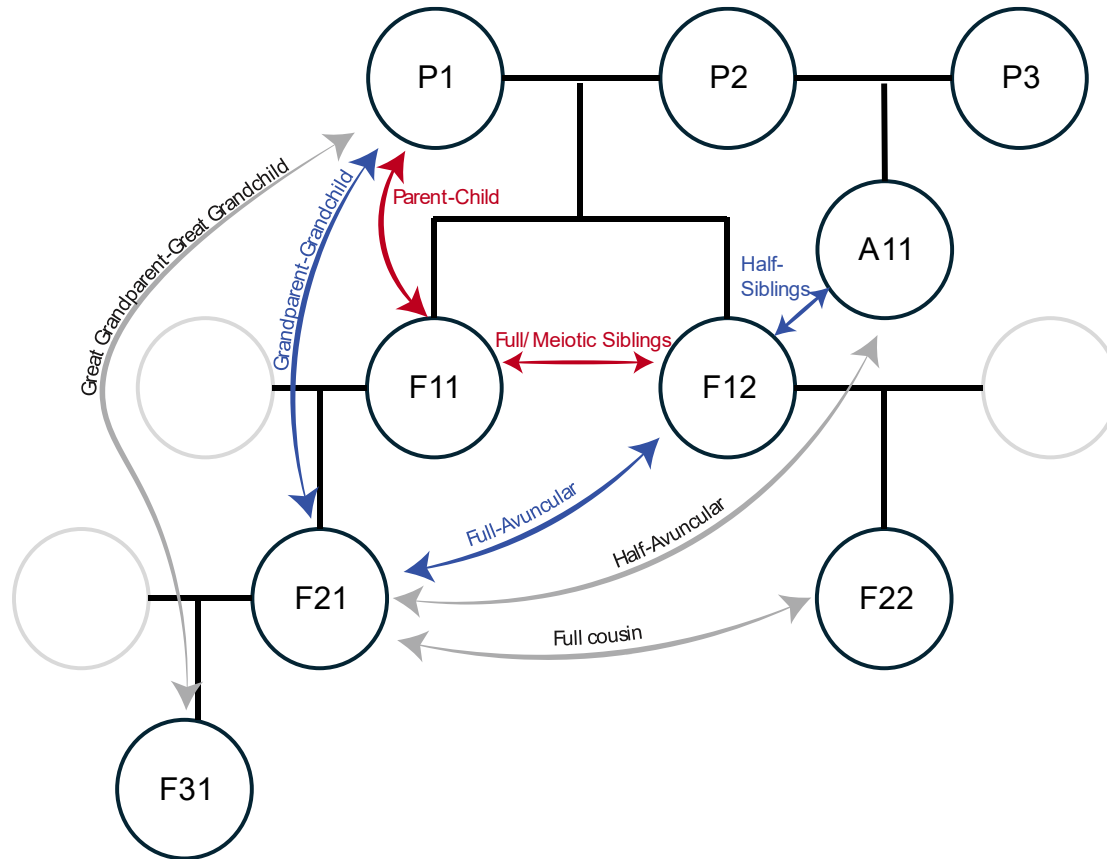 P1
P2
P3
Great Grandparent-Great Grandchild
Grandparent-Grandchild
Parent-Child
A11
Half-
Siblings
Full/ Meiotic Siblings
F11
F12
Full-Avuncular
Half-Avuncular
F21
F22
Full cousin
F31